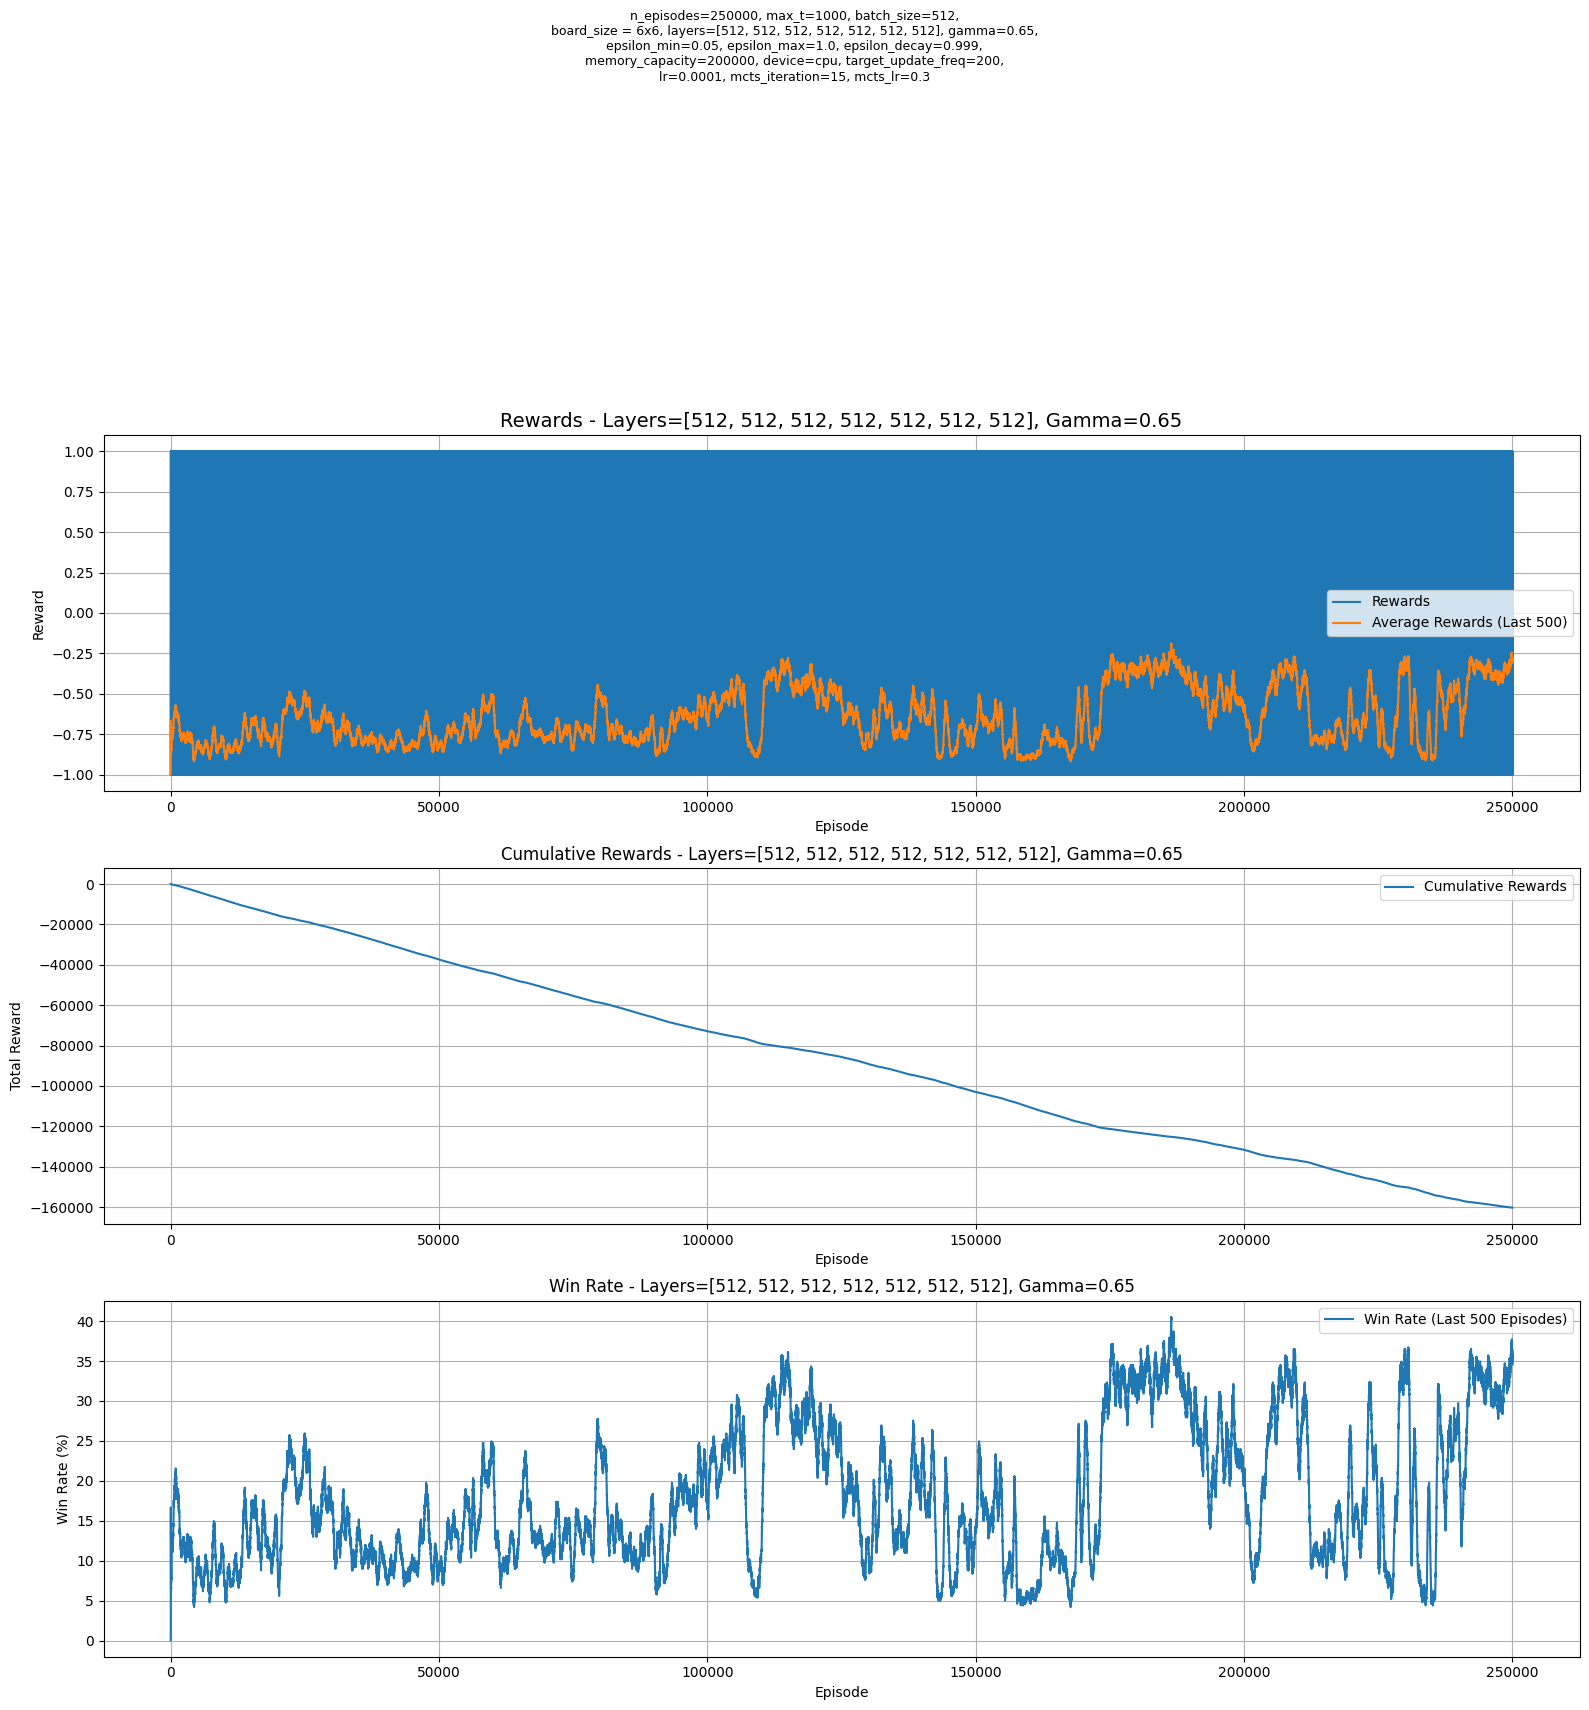 n_episodes=250000, max_t=1000, batch_size=512,
board_size = 6x6, layers=[512, 512, 512, 512, 512, 512, 512], gamma=0.65,
epsilon_min=0.05, epsilon_max=1.0, epsilon_decay=0.999,
memory_capacity=200000, device=cpu, target_update_freq=200,
lr=0.0001, mcts_iteration=15, mcts_lr=0.3
Rewards - Layers=[512, 512, 512, 512, 512, 512, 512], Gamma=0.65
1.00
0.75
0.50
0.25
0.00
−0.25
−0.50
−0.75
−1.00
Reward
Rewards
Average Rewards (Last 500)
0 50000 100000 150000 200000 250000
Episode
Cumulative Rewards - Layers=[512, 512, 512, 512, 512, 512, 512], Gamma=0.65
0
−20000
−40000
−60000
−80000
−100000
−120000
−140000
−160000
Total Reward
Cumulative Rewards
0 50000 100000 150000 200000 250000
Episode
Win Rate - Layers=[512, 512, 512, 512, 512, 512, 512], Gamma=0.65
40
35
30
25
20
15
10
5
0
Win Rate (%)
Win Rate (Last 500 Episodes)
0 50000 100000 150000 200000 250000
Episode